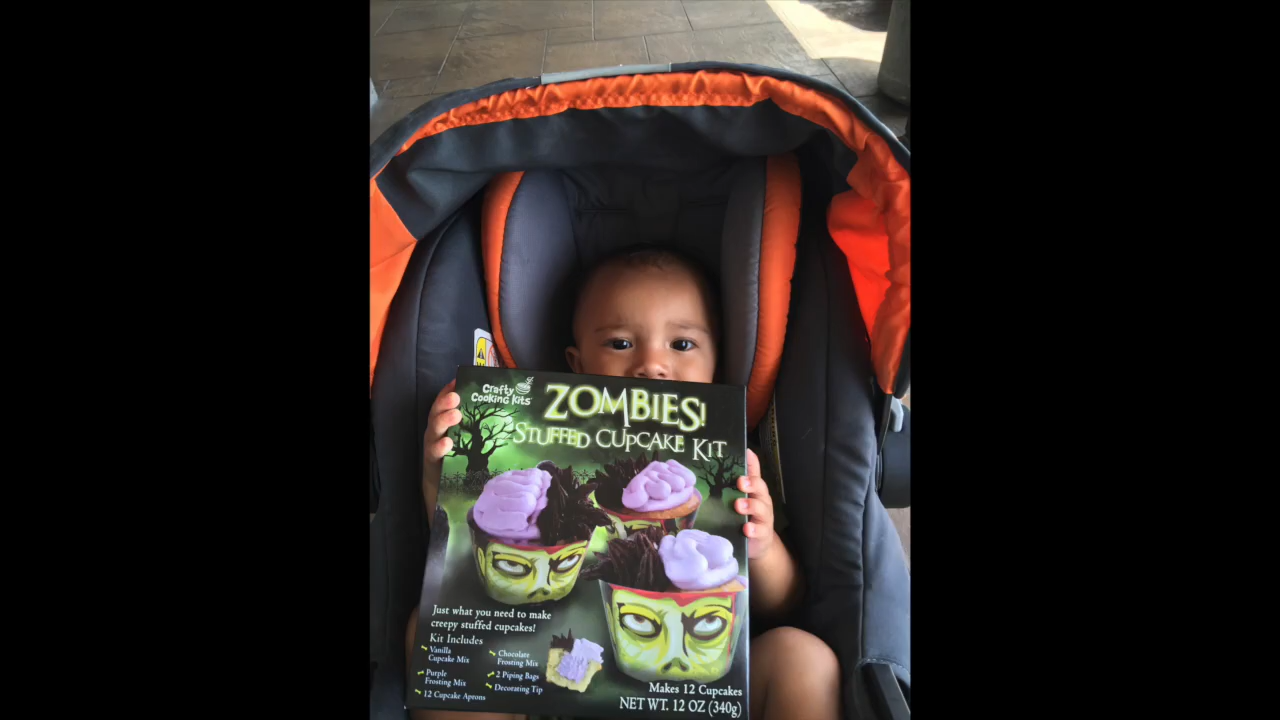 Crafty
Cooking Kits
ZOMBIES!
STUFFED CUPCAKE KIT
Just what you need to make
creepy stuffed cupcakes!
Kit Includes
Vanilla
Cupcake Mix
Purple
Frosting Mix
12 Cupcake Aprons
Chocolate
Frosting Mix
2 Piping Bags
Decorating Tip
Makes 12 Cupcakes
NET WT. 12 OZ (340g)